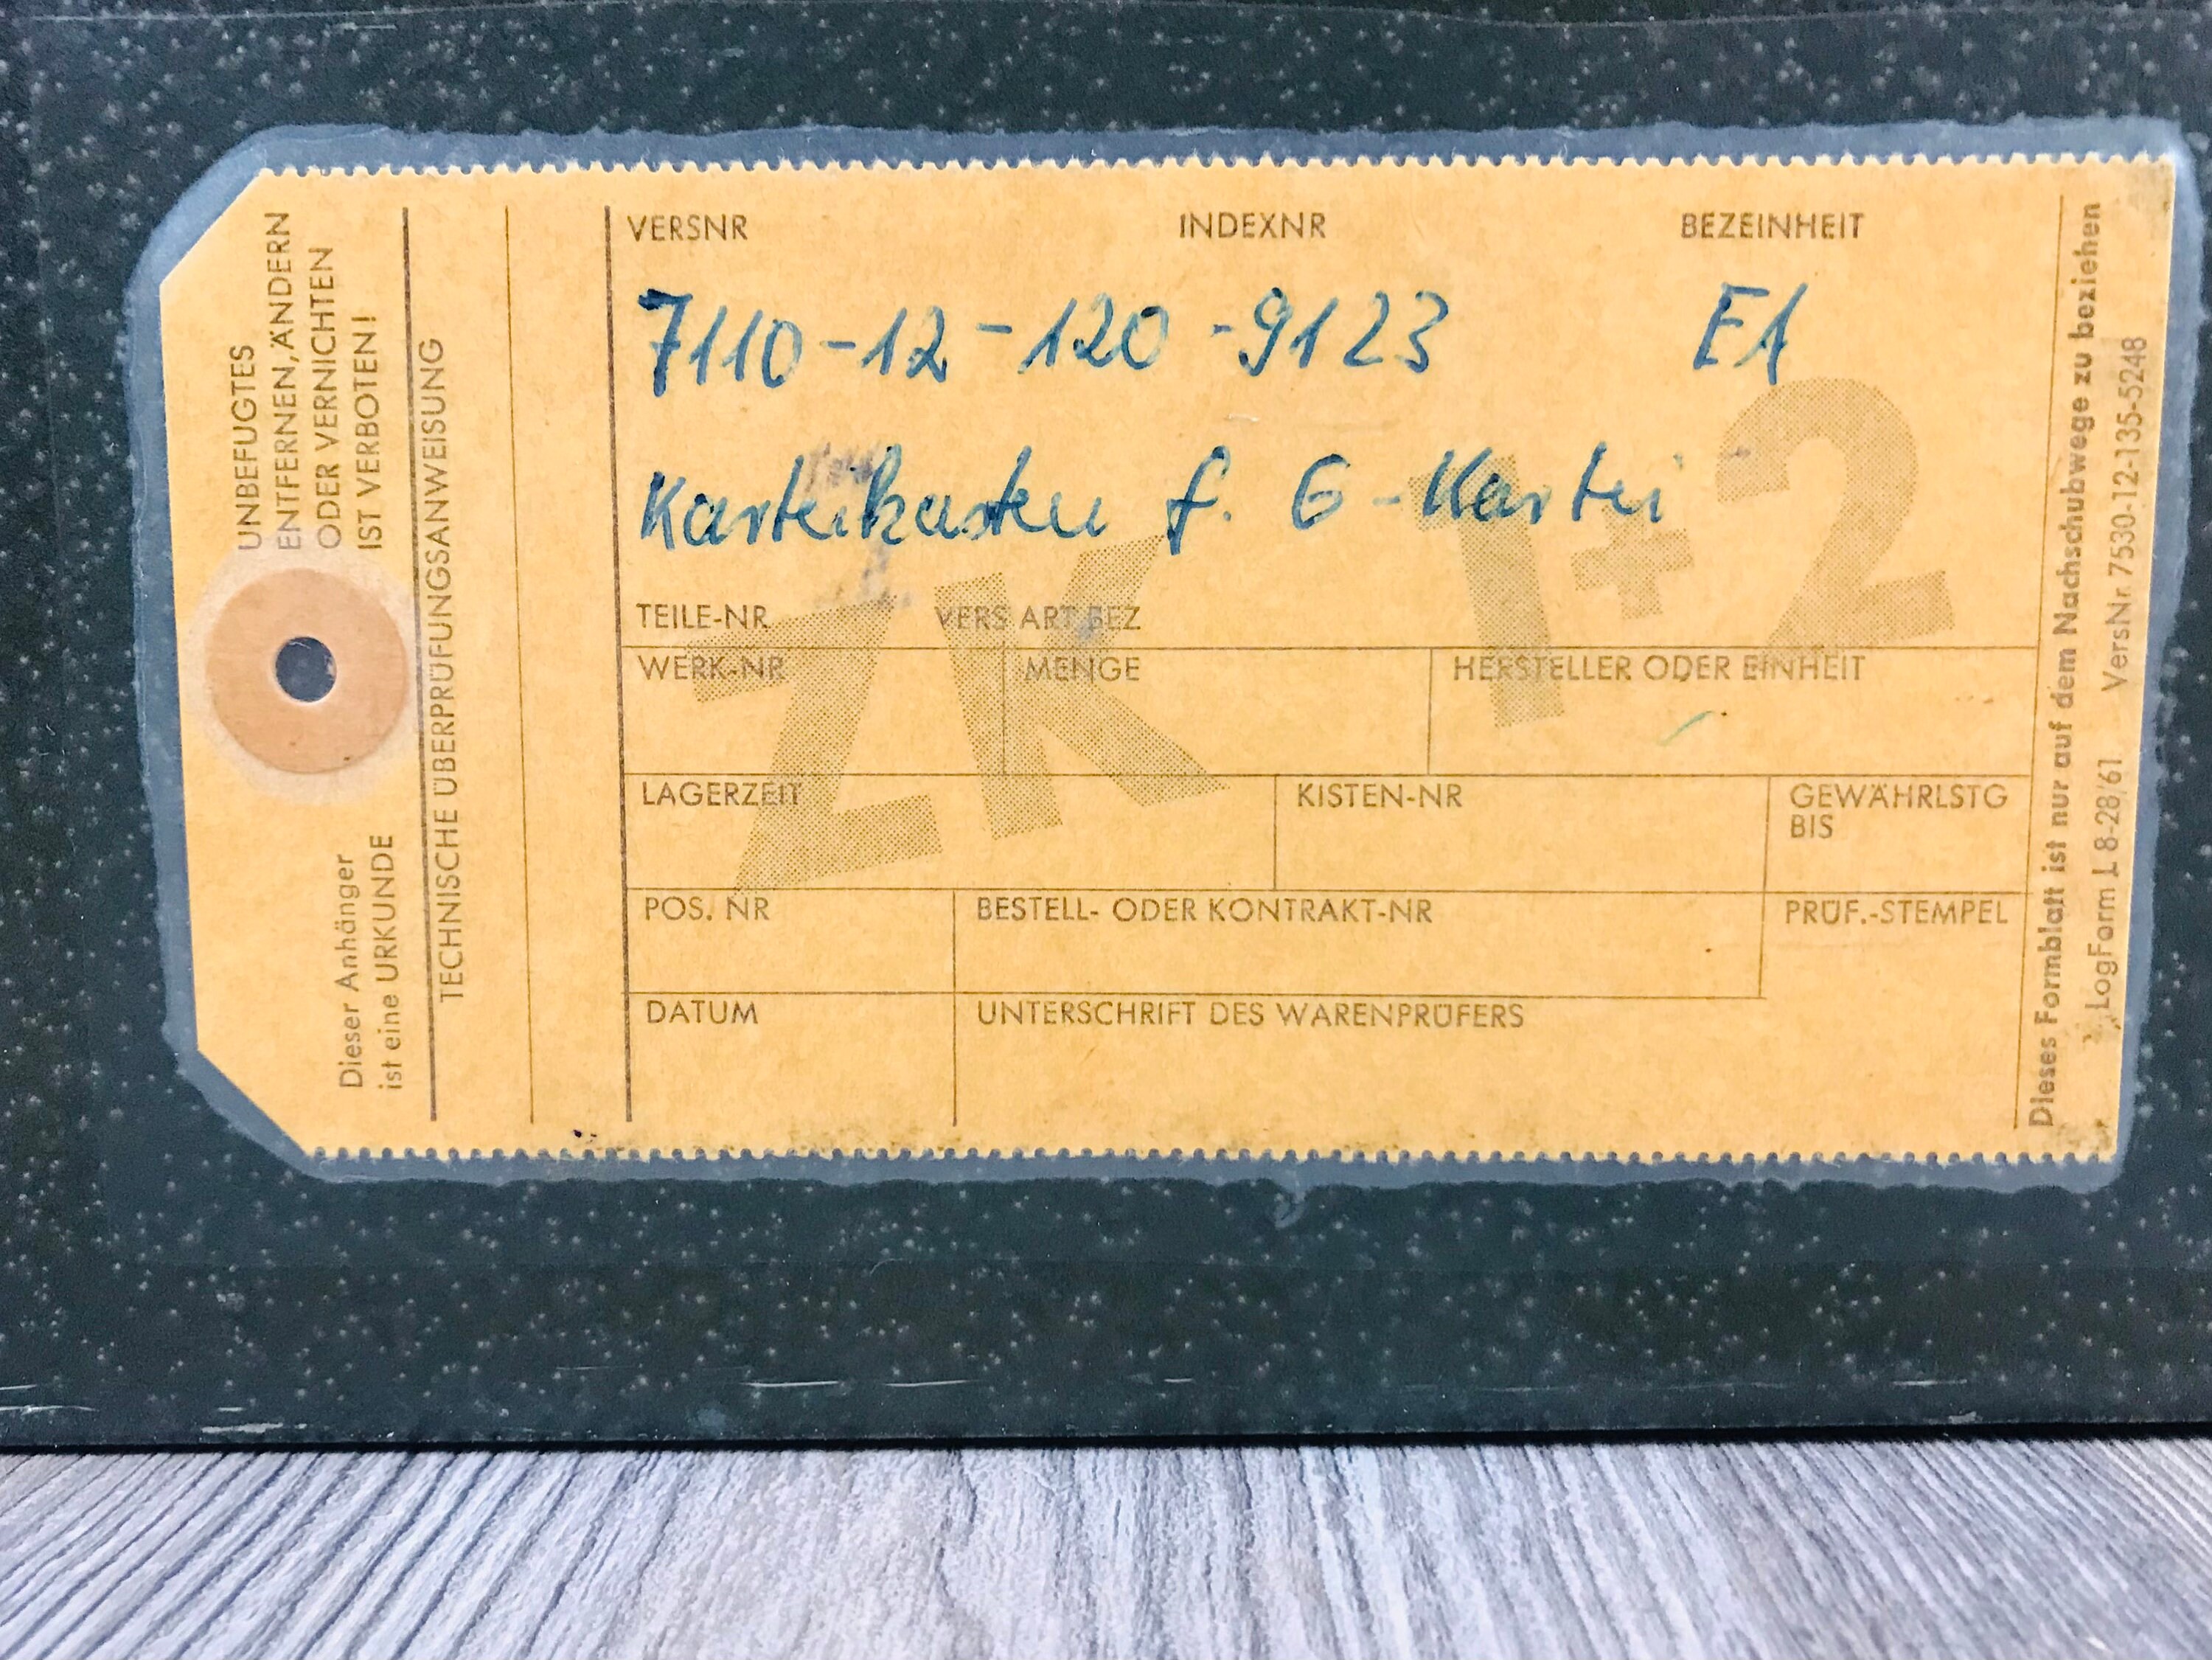 UNBEFUGTES
ENTFERNEN, ÄNDERN
ODER VERNICHTEN
IST VERBOTEN!
Dieser Anhänger
ist eine URKUNDE
TECHNISCHE ÜBERPRÜFUNGSANWEISUNG
VERSNR INDEXNR BEZEINHEIT
7110-12-120-9123 E1
Karteikasten f. G-Kartei
ZK 1+2
TEILE-NR VERS ART BEZ
WERK-NR MENGE HERSTELLER ODER EINHEIT
LAGERZEIT KISTEN-NR GEWÄHRLSTG
BIS
POS. NR BESTELL- ODER KONTRAKT-NR PRÜF.-STEMPEL
DATUM UNTERSCHRIFT DES WARENPRÜFERS
Dieses Formblatt ist nur auf dem Nachschubwege zu beziehen
LogForm L 8-28/61 VersNr. 7530-12-135-5248